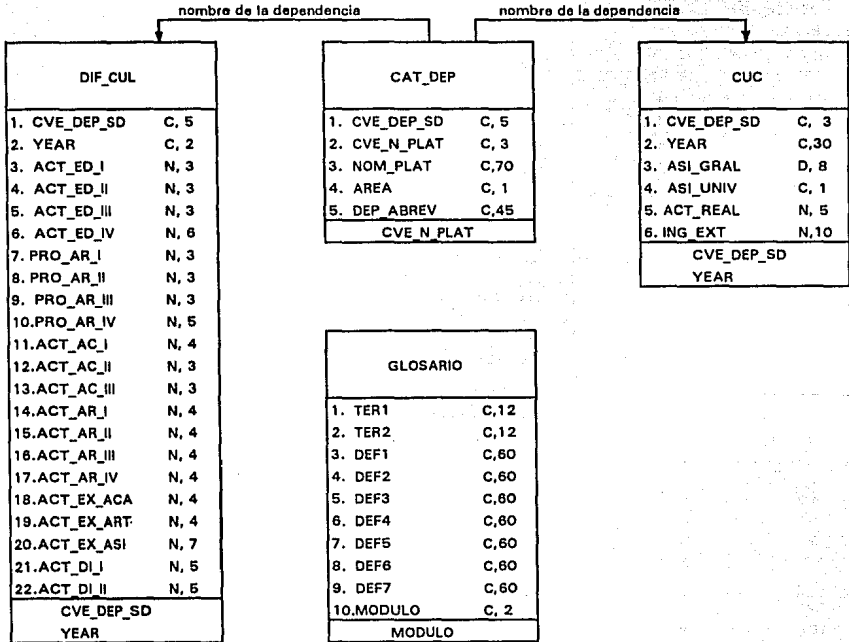 nombre de la dependencia
nombre de la dependencia
DIF_CUL
1. CVE_DEP_SD C, 5
2. YEAR C, 2
3. ACT_ED_I N, 3
4. ACT_ED_II N, 3
5. ACT_ED_III N, 3
6. ACT_ED_IV N, 6
7. PRO_AR_I N, 3
8. PRO_AR_II N, 3
9. PRO_AR_III N, 3
10.PRO_AR_IV N, 5
11.ACT_AC_I N, 4
12.ACT_AC_II N, 3
13.ACT_AC_III N, 3
14.ACT_AR_I N, 4
15.ACT_AR_II N, 4
16.ACT_AR_III N, 4
17.ACT_AR_IV N, 4
18.ACT_EX_ACA N, 4
19.ACT_EX_ART N, 4
20.ACT_EX_ASI N, 7
21.ACT_DI_I N, 5
22.ACT_DI_II N, 5
CVE_DEP_SD
YEAR
CAT_DEP
1. CVE_DEP_SD C, 5
2. CVE_N_PLAT C, 3
3. NOM_PLAT C,70
4. AREA C, 1
5. DEP_ABREV C,45
CVE_N_PLAT
CUC
1. CVE_DEP_SD C, 3
2. YEAR C,30
3. ASI_GRAL D, 8
4. ASI_UNIV C, 1
5. ACT_REAL N, 5
6. ING_EXT N,10
CVE_DEP_SD
YEAR
GLOSARIO
1. TER1 C,12
2. TER2 C,12
3. DEF1 C,60
4. DEF2 C,60
5. DEF3 C,60
6. DEF4 C,60
7. DEF5 C,60
8. DEF6 C,60
9. DEF7 C,60
10.MODULO C, 2
MODULO